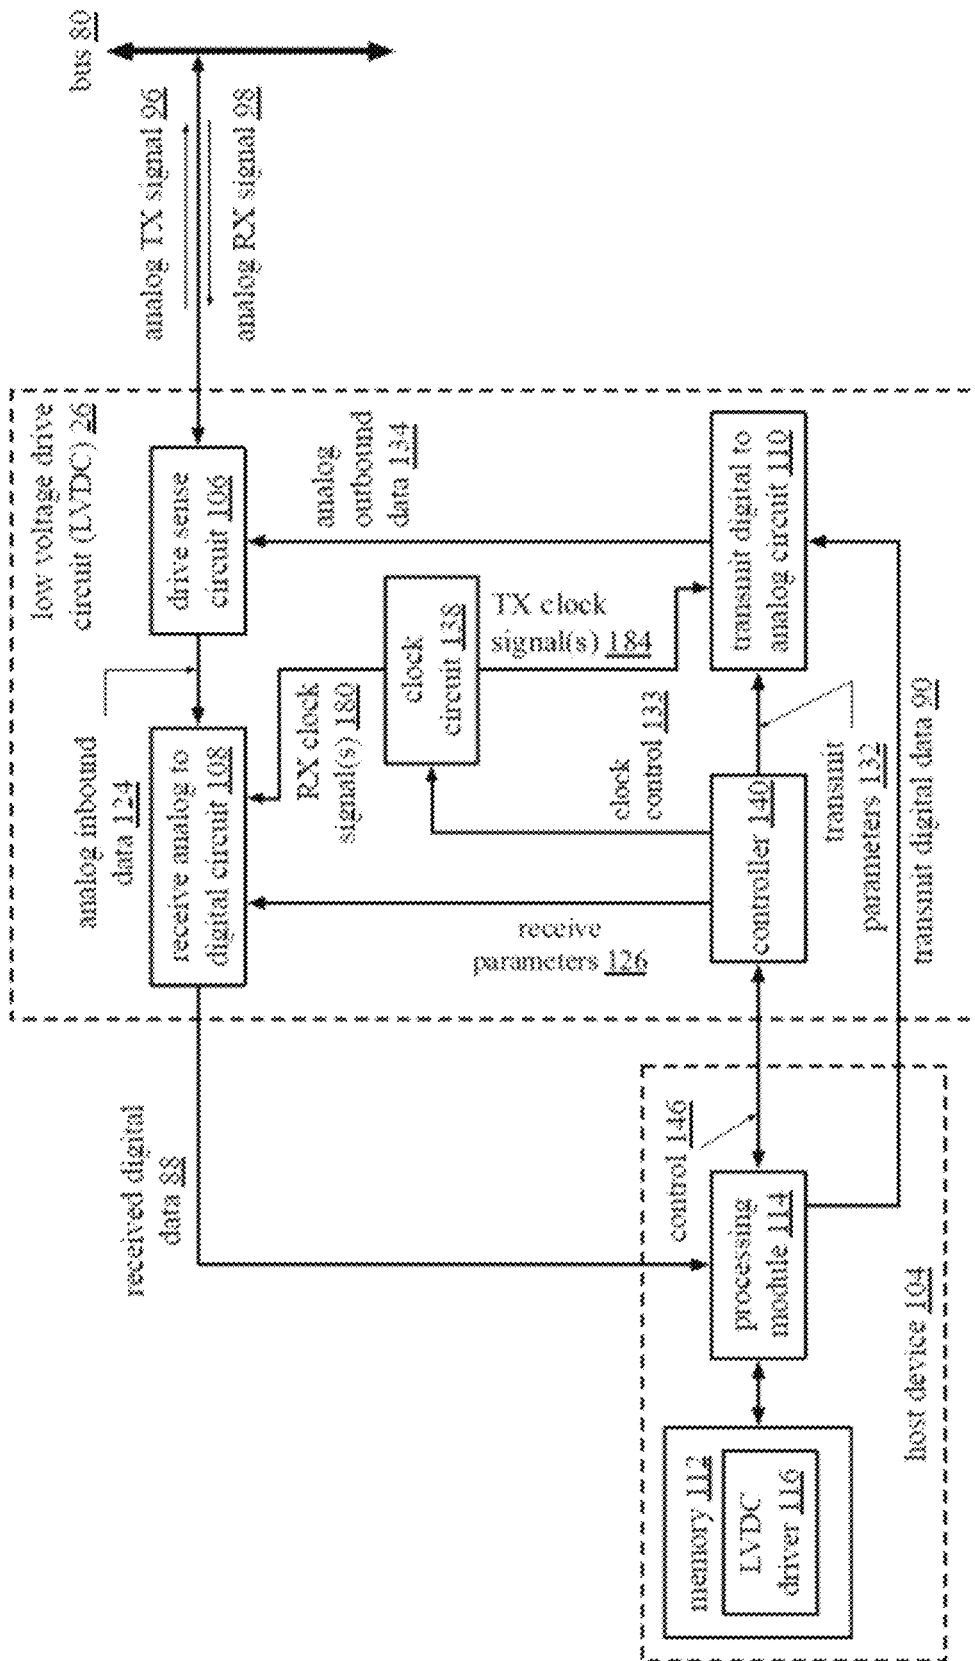 low voltage drive
circuit (LVDC) 26
bus 80
received digital
data 88
analog inbound
data 124
receive analog to
digital circuit 108
drive sense
circuit 106
analog TX signal 96
analog RX signal 98
RX clock
signal(s) 180
analog
outbound
data 134
clock
circuit 138
receive
parameters 126
TX clock
signal(s) 184
clock
control 133
control 146
memory 112
LVDC
driver 116
processing
module 114
controller 140
transmit digital to
analog circuit 110
transmit
parameters 132
host device 104
transmit digital data 90